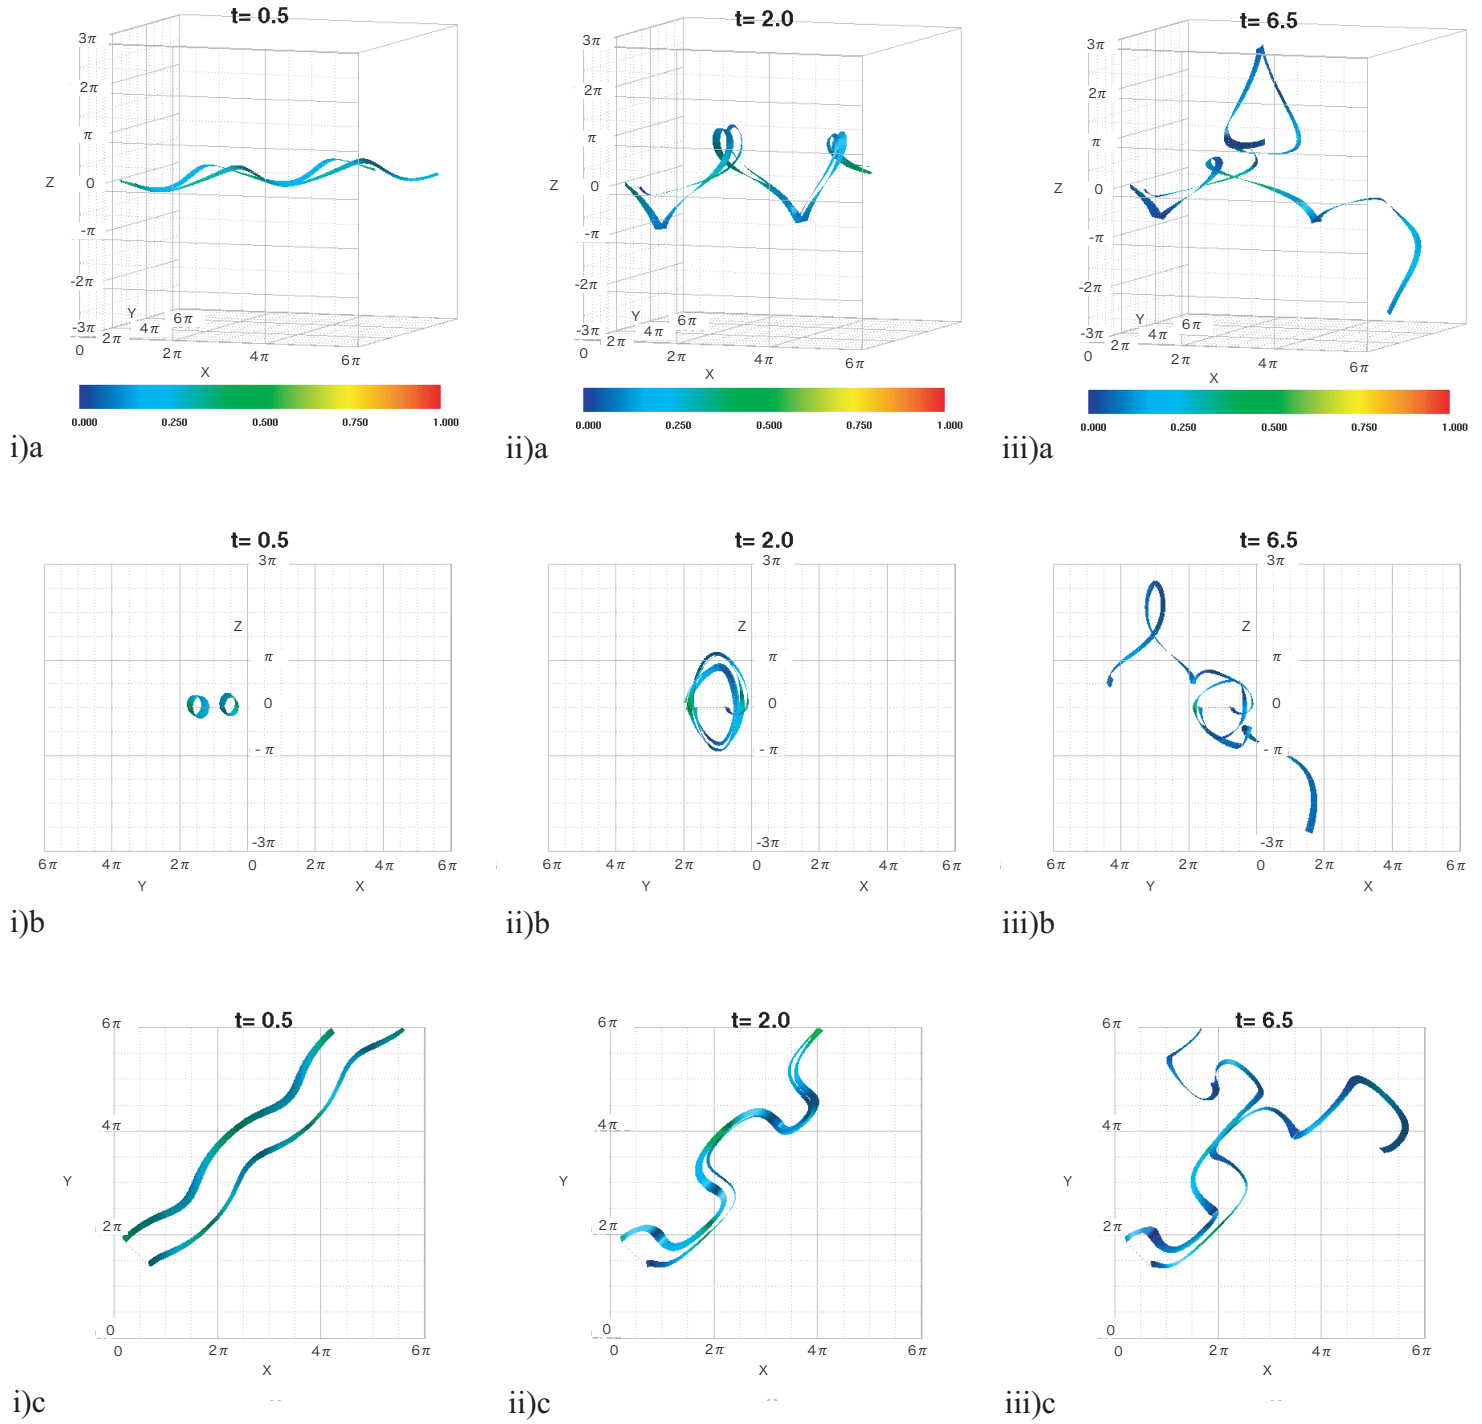 t= 0.5
3π
2π
π
Z
0
-π
-2π
-3π
Y
2π
4π
6π
0
2π
4π
6π
X
0.000 0.250 0.500 0.750 1.000
i)a
t= 2.0
3π
2π
π
Z
0
-π
-2π
-3π
Y
2π
4π
6π
0
2π
4π
6π
X
0.000 0.250 0.500 0.750 1.000
ii)a
t= 6.5
3π
2π
π
Z
0
-π
-2π
-3π
Y
2π
4π
6π
0
2π
4π
6π
X
0.000 0.250 0.500 0.750 1.000
iii)a
t= 0.5
3π
Z
π
0
- π
-3π
6π 4π 2π 0 2π 4π 6π
Y X
i)b
t= 2.0
3π
Z
π
0
- π
-3π
6π 4π 2π 0 2π 4π 6π
Y X
ii)b
t= 6.5
3π
Z
π
0
- π
-3π
6π 4π 2π 0 2π 4π 6π
Y X
iii)b
t= 0.5
6π
4π
Y
2π
0
0 2π 4π 6π
X
i)c
t= 2.0
6π
4π
Y
2π
0
0 2π 4π 6π
X
ii)c
t= 6.5
6π
4π
Y
2π
0
0 2π 4π 6π
X
iii)c